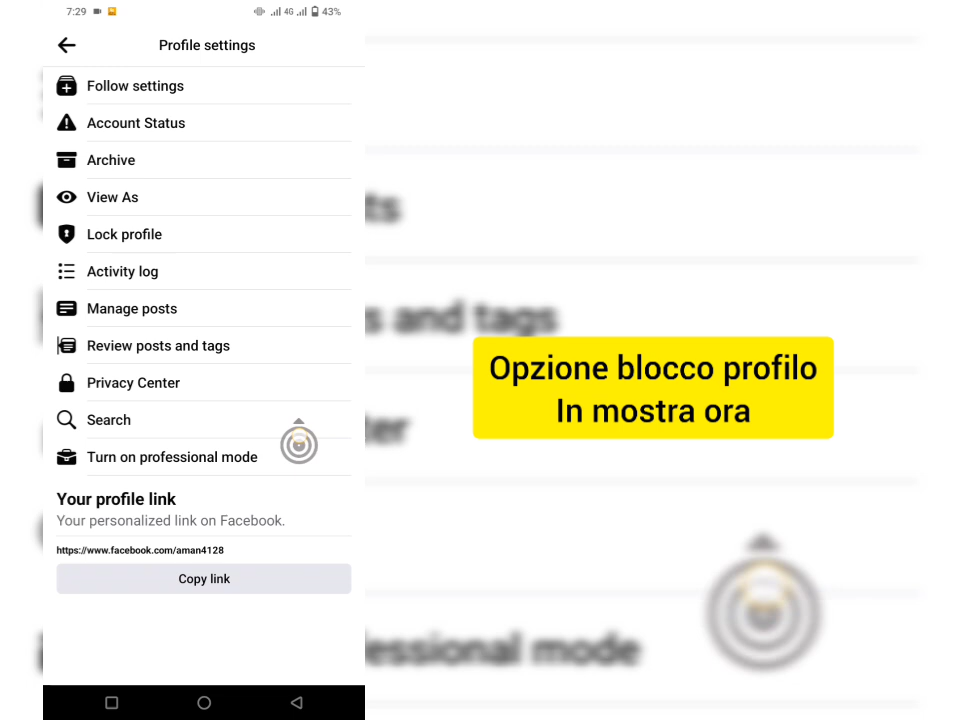 7:29
4G
43%
Profile settings
Follow settings
Account Status
Archive
View As
Lock profile
Activity log
Manage posts
Review posts and tags
Privacy Center
Search
Turn on professional mode
Your profile link
Your personalized link on Facebook.
https://www.facebook.com/aman4128
Copy link
ts
s and tags
ter
essional mode
Opzione blocco profilo
In mostra ora